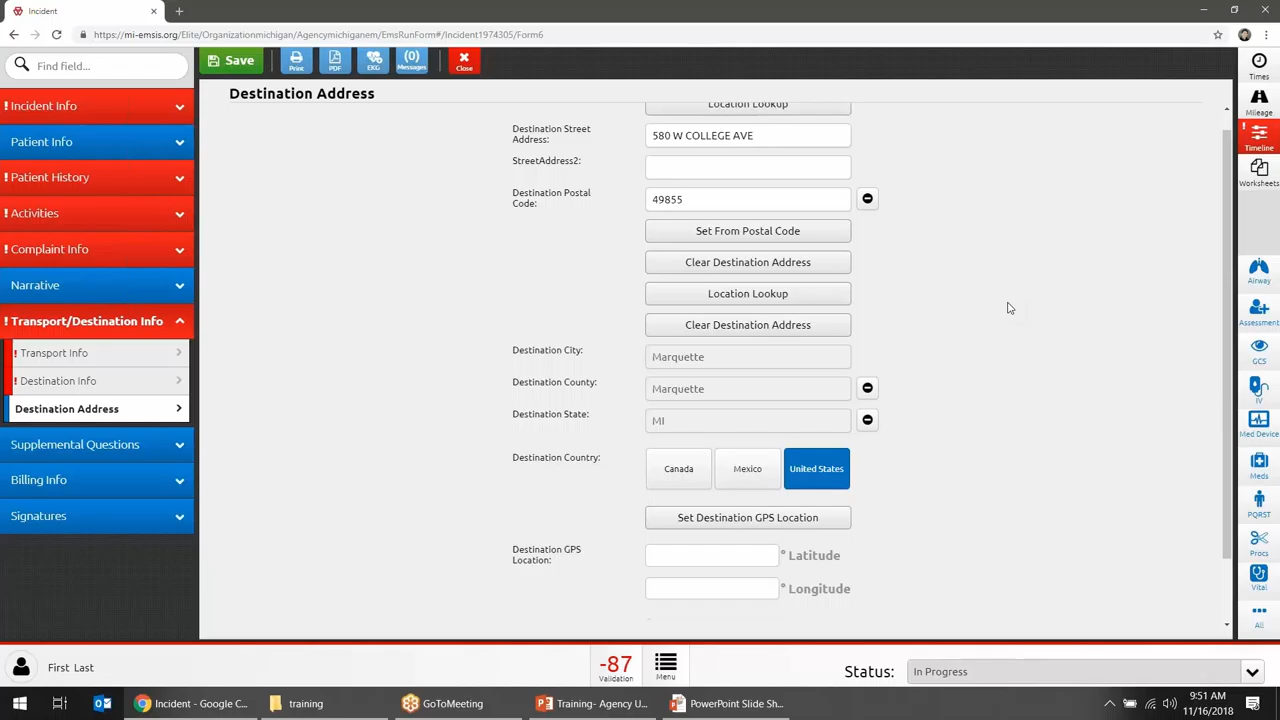 Incident
https://mi-emsis.org/Elite/Organizationmichigan/Agencymichiganem/EmsRunForm#/Incident1974305/Form6
Find field...
Save
Print
PDF
EKG
(0)
Messages
Close
Times
Mileage
Timeline
Worksheets
Airway
Assessment
GCS
IV
Med Device
Meds
PQRST
Procs
Vital
All
! Incident Info
Patient Info
! Patient History
! Activities
! Complaint Info
Narrative
! Transport/Destination Info
! Transport Info
! Destination Info
Destination Address
Supplemental Questions
Billing Info
Signatures
Destination Address
Location Lookup
Destination Street
Address:
580 W COLLEGE AVE
StreetAddress2:
Destination Postal
Code:
49855
Set From Postal Code
Clear Destination Address
Location Lookup
Clear Destination Address
Destination City:
Marquette
Destination County:
Marquette
Destination State:
MI
Destination Country:
Canada
Mexico
United States
Set Destination GPS Location
Destination GPS
Location:
° Latitude
° Longitude
First Last
-87
Validation
Menu
Status:
In Progress
Incident - Google C...
training
GoToMeeting
Training- Agency U...
PowerPoint Slide Sh...
9:51 AM
11/16/2018